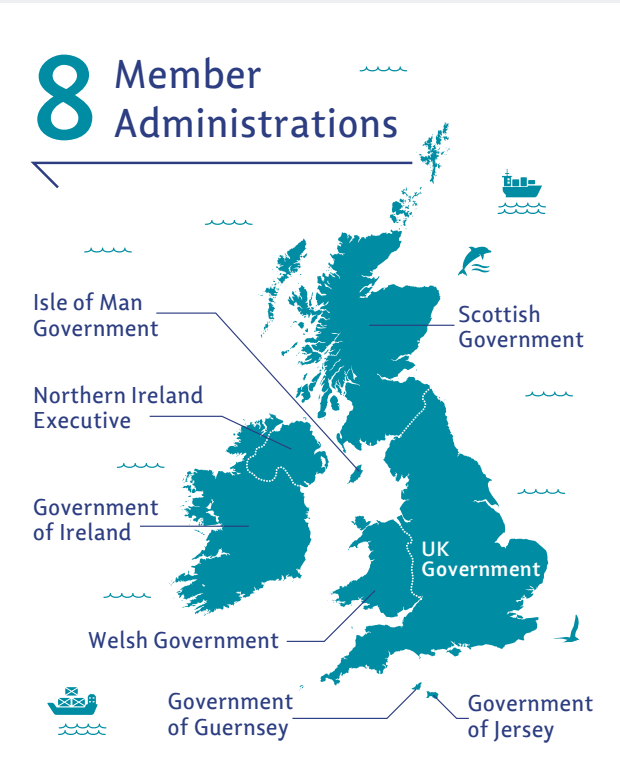 8 Member
Administrations
Isle of Man
Government
Scottish
Government
Northern Ireland
Executive
Government
of Ireland
UK
Government
Welsh Government
Government
of Guernsey
Government
of Jersey